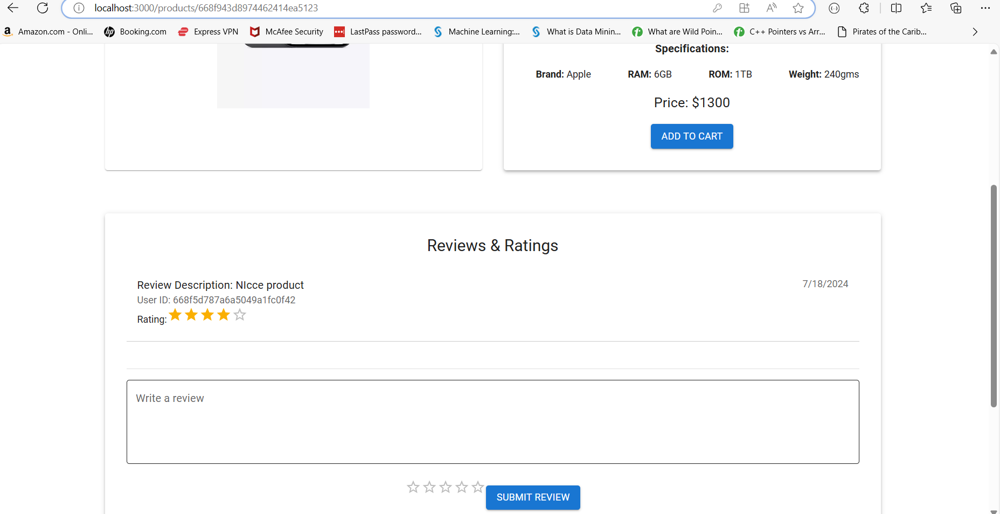 localhost:3000/products/668f943d8974462414ea5123
Amazon.com - Onli... Booking.com Express VPN McAfee Security LastPass password... Machine Learning:... What is Data Minin... What are Wild Poin... C++ Pointers vs Arr... Pirates of the Carib...
Specifications:
Brand: Apple RAM: 6GB ROM: 1TB Weight: 240gms
Price: $1300
ADD TO CART
Reviews & Ratings
Review Description: NIcce product 7/18/2024
User ID: 668f5d787a6a5049a1fc0f42
Rating:
Write a review
SUBMIT REVIEW